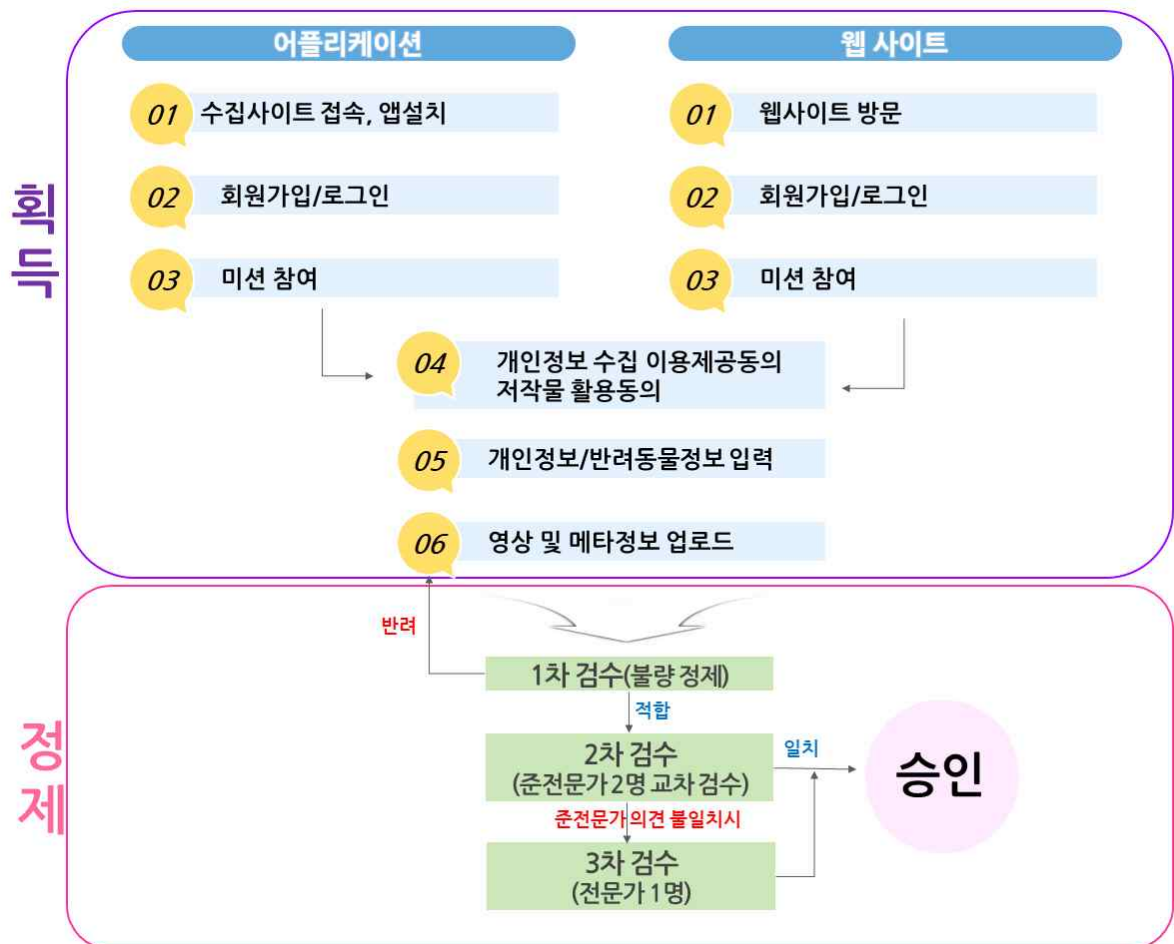 획득
어플리케이션
01 수집사이트 접속, 앱설치
02 회원가입/로그인
03 미션 참여
웹 사이트
01 웹사이트 방문
02 회원가입/로그인
03 미션 참여
04 개인정보 수집 이용제공동의
저작물 활용동의
05 개인정보/반려동물정보 입력
06 영상 및 메타정보 업로드
정제
반려
1차 검수(불량 정제)
적합
2차 검수
(준전문가 2명 교차 검수)
일치
승인
준전문가 의견 불일치시
3차 검수
(전문가 1명)